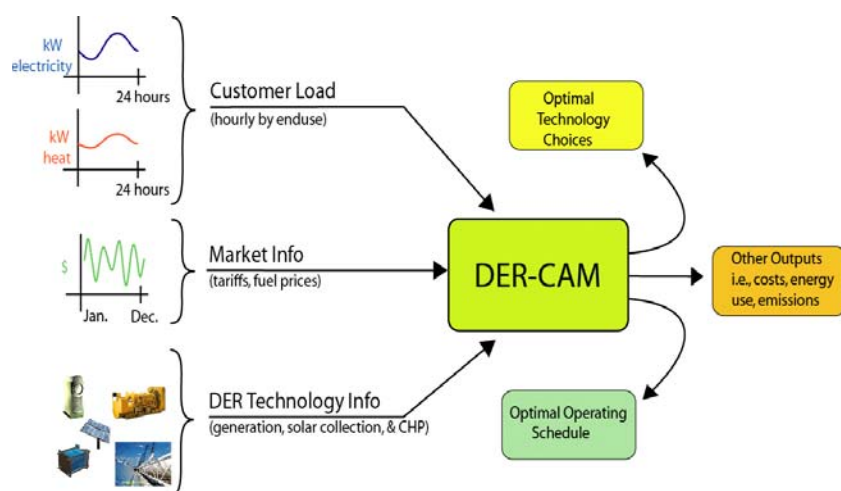 kW
electricity
24 hours
kW
heat
24 hours
Customer Load
(hourly by enduse)
$
Jan.
Dec.
Market Info
(tariffs, fuel prices)
DER Technology Info
(generation, solar collection, & CHP)
DER-CAM
Optimal
Technology
Choices
Other Outputs
i.e., costs, energy
use, emissions
Optimal Operating
Schedule